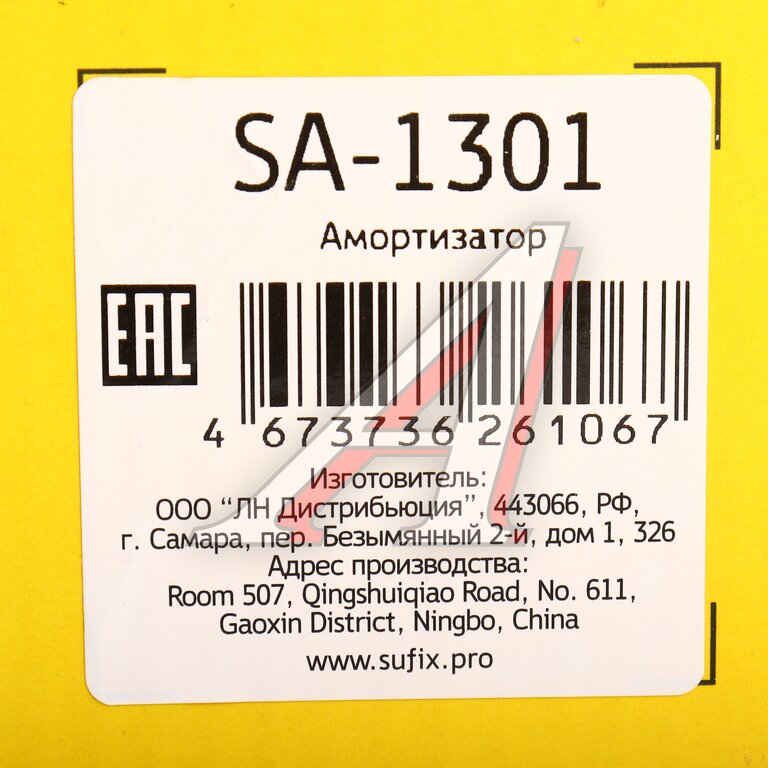 SA-1301
Амортизатор
EAC
4 673736 261067
Изготовитель:
ООО “ЛН Дистрибьюция”, 443066, РФ,
г. Самара, пер. Безымянный 2-й, дом 1, 326
Адрес производства:
Room 507, Qingshuiqiao Road, No. 611,
Gaoxin District, Ningbo, China
www.sufix.pro